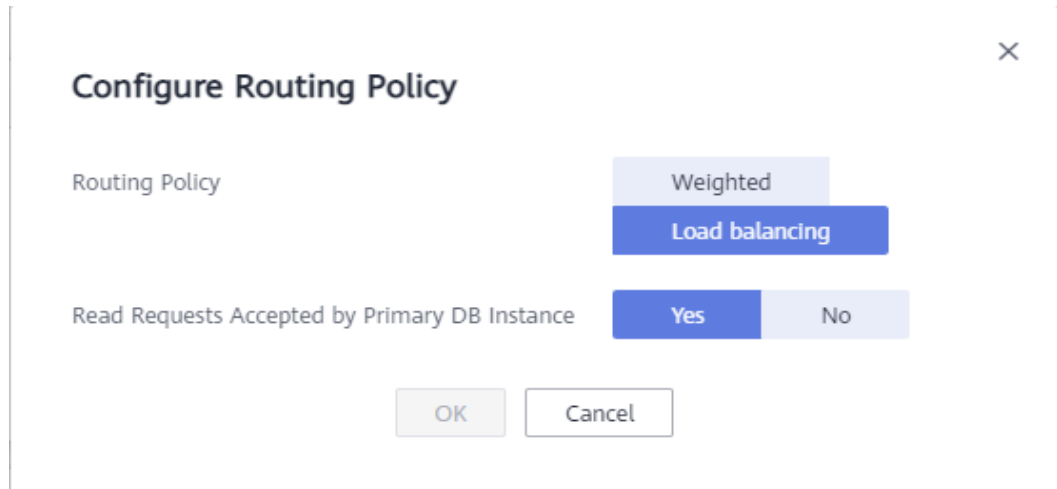 Configure Routing Policy
Routing Policy
Weighted
Load balancing
Read Requests Accepted by Primary DB Instance
Yes
No
OK
Cancel